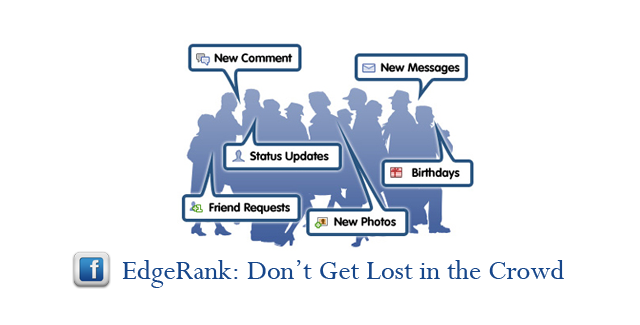 New Comment
New Messages
Status Updates
Birthdays
Friend Requests
New Photos
f EdgeRank: Don’t Get Lost in the Crowd